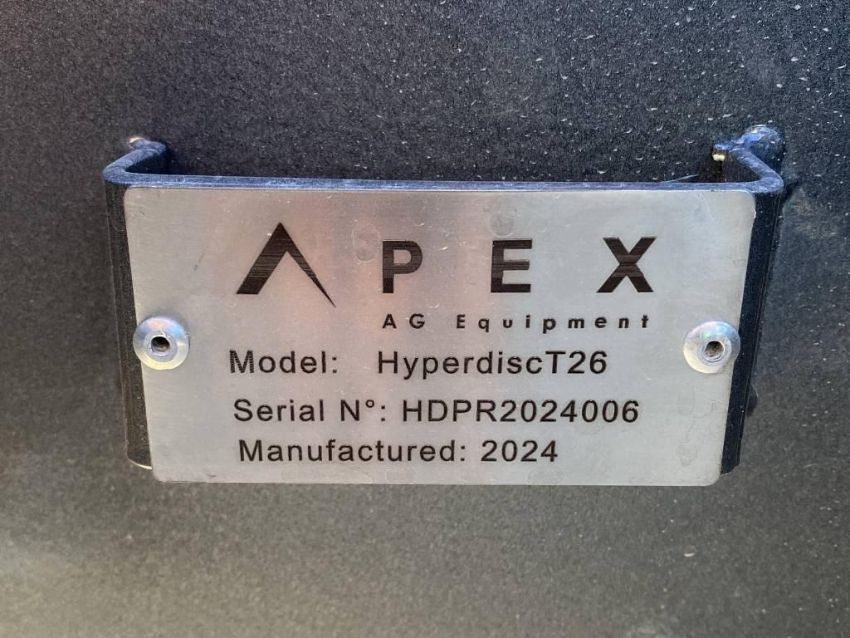 APEX
AG Equipment
Model: HyperdiscT26
Serial N°: HDPR2024006
Manufactured: 2024